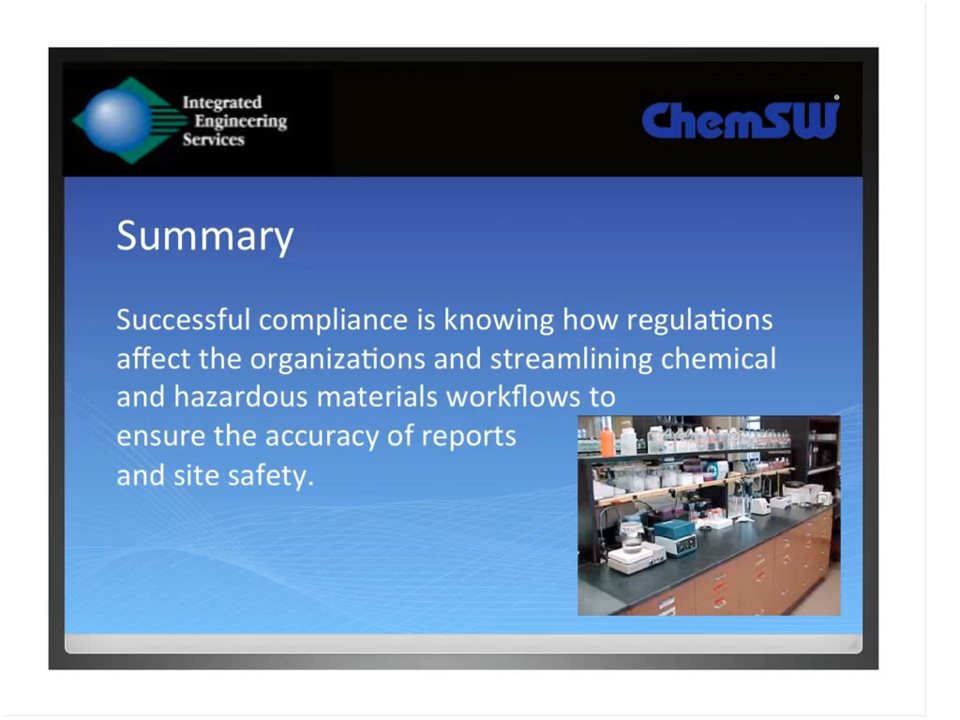 Integrated
Engineering
Services
ChemSW®
Summary
Successful compliance is knowing how regulations
affect the organizations and streamlining chemical
and hazardous materials workflows to
ensure the accuracy of reports
and site safety.